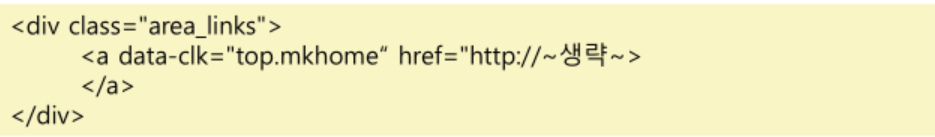 <div class="area_links">
<a data-clk="top.mkhome“ href="http://~생략~>
</a>
</div>